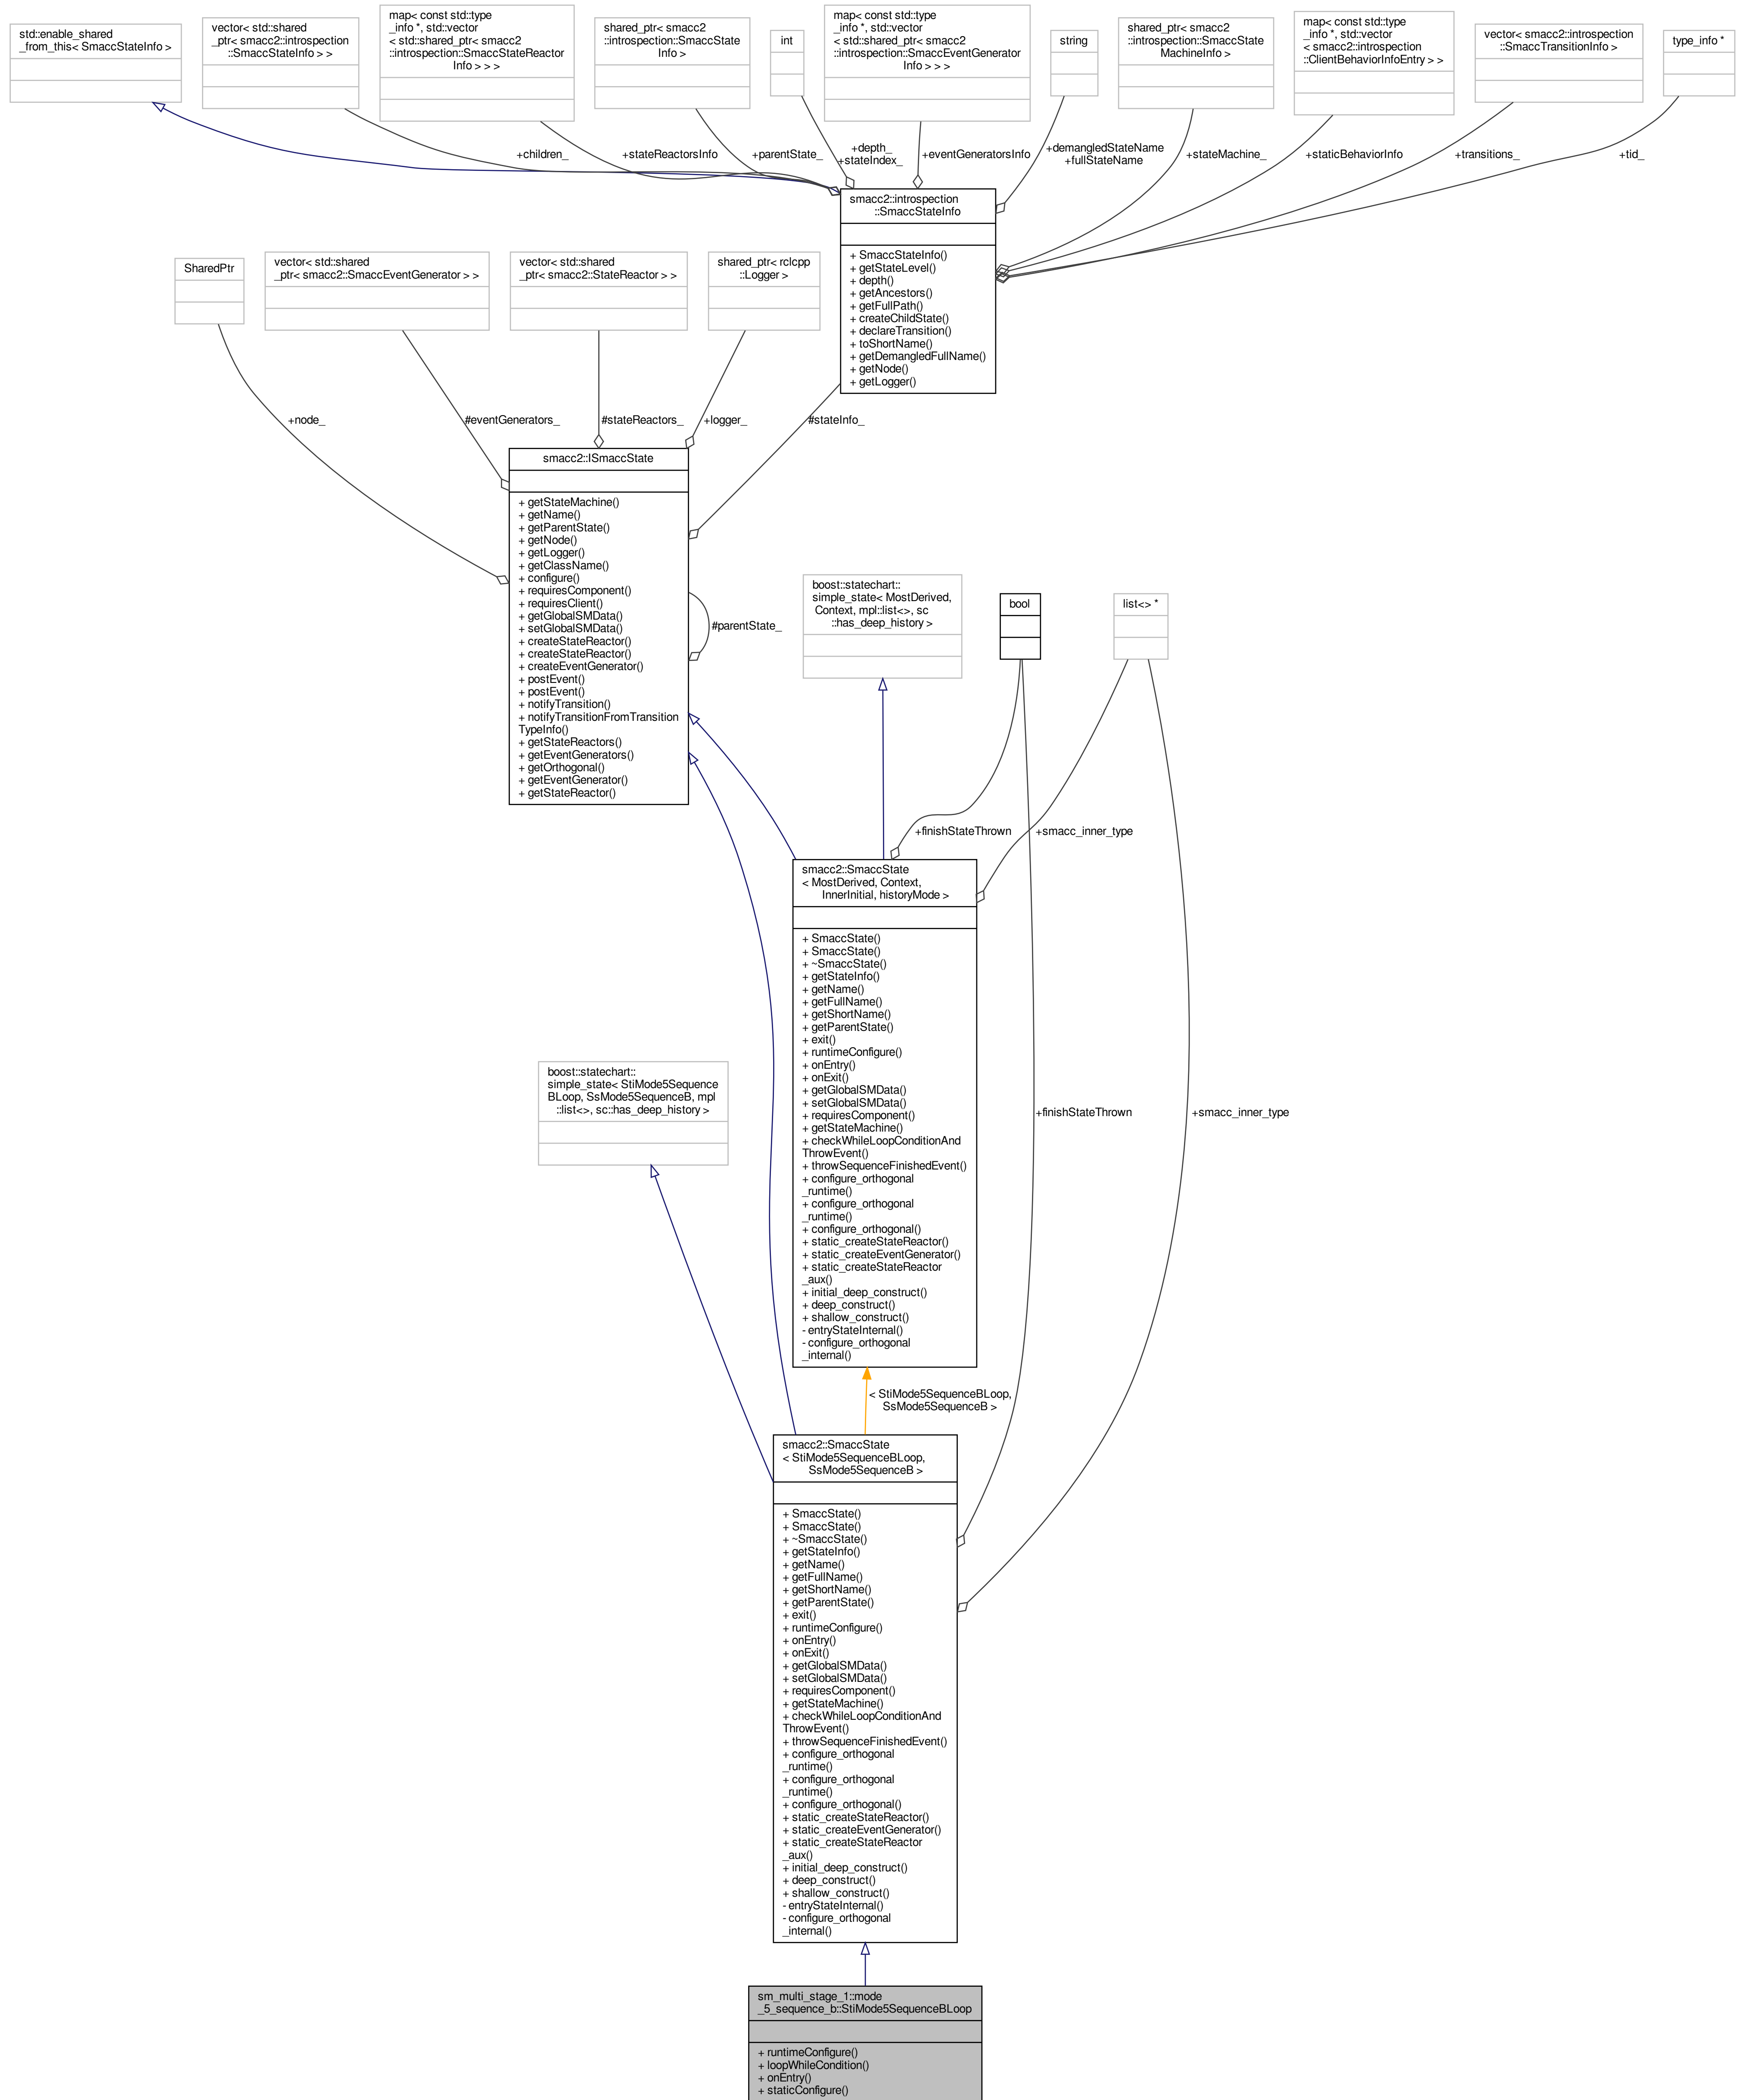 std::enable_shared
_from_this< SmaccStateInfo >
vector< std::shared
_ptr< smacc2::introspection
::SmaccStateInfo > >
map< const std::type
_info *, std::vector
< std::shared_ptr< smacc2
::introspection::SmaccStateReactor
Info > > >
shared_ptr< smacc2
::introspection::SmaccState
Info >
int
map< const std::type
_info *, std::vector
< std::shared_ptr< smacc2
::introspection::SmaccEventGenerator
Info > > >
string
shared_ptr< smacc2
::introspection::SmaccState
MachineInfo >
map< const std::type
_info *, std::vector
< smacc2::introspection
::ClientBehaviorInfoEntry > >
vector< smacc2::introspection
::SmaccTransitionInfo >
type_info *
+children_
+stateReactorsInfo
+parentState_
+depth_
+stateIndex_
+eventGeneratorsInfo
+demangledStateName
+fullStateName
+stateMachine_
+staticBehaviorInfo
+transitions_
+tid_
smacc2::introspection
::SmaccStateInfo
+ SmaccStateInfo()
+ getStateLevel()
+ depth()
+ getAncestors()
+ getFullPath()
+ createChildState()
+ declareTransition()
+ toShortName()
+ getDemangledFullName()
+ getNode()
+ getLogger()
SharedPtr
vector< std::shared
_ptr< smacc2::SmaccEventGenerator > >
vector< std::shared
_ptr< smacc2::StateReactor > >
shared_ptr< rclcpp
::Logger >
+node_
#eventGenerators_
#stateReactors_
+logger_
#stateInfo_
smacc2::ISmaccState
+ getStateMachine()
+ getName()
+ getParentState()
+ getNode()
+ getLogger()
+ getClassName()
+ configure()
+ requiresComponent()
+ requiresClient()
+ getGlobalSMData()
+ setGlobalSMData()
+ createStateReactor()
+ createStateReactor()
+ createEventGenerator()
+ postEvent()
+ postEvent()
+ notifyTransition()
+ notifyTransitionFromTransition
TypeInfo()
+ getStateReactors()
+ getEventGenerators()
+ getOrthogonal()
+ getEventGenerator()
+ getStateReactor()
#parentState_
boost::statechart::
simple_state< MostDerived,
Context, mpl::list<>, sc
::has_deep_history >
bool
list<> *
+finishStateThrown
+smacc_inner_type
smacc2::SmaccState
< MostDerived, Context,
InnerInitial, historyMode >
+ SmaccState()
+ SmaccState()
+ ~SmaccState()
+ getStateInfo()
+ getName()
+ getFullName()
+ getShortName()
+ getParentState()
+ exit()
+ runtimeConfigure()
+ onEntry()
+ onExit()
+ getGlobalSMData()
+ setGlobalSMData()
+ requiresComponent()
+ getStateMachine()
+ checkWhileLoopConditionAnd
ThrowEvent()
+ throwSequenceFinishedEvent()
+ configure_orthogonal
_runtime()
+ configure_orthogonal
_runtime()
+ configure_orthogonal()
+ static_createStateReactor()
+ static_createEventGenerator()
+ static_createStateReactor
_aux()
+ initial_deep_construct()
+ deep_construct()
+ shallow_construct()
- entryStateInternal()
- configure_orthogonal
_internal()
boost::statechart::
simple_state< StiMode5Sequence
BLoop, SsMode5SequenceB, mpl
::list<>, sc::has_deep_history >
+finishStateThrown
+smacc_inner_type
< StiMode5SequenceBLoop,
SsMode5SequenceB >
smacc2::SmaccState
< StiMode5SequenceBLoop,
SsMode5SequenceB >
+ SmaccState()
+ SmaccState()
+ ~SmaccState()
+ getStateInfo()
+ getName()
+ getFullName()
+ getShortName()
+ getParentState()
+ exit()
+ runtimeConfigure()
+ onEntry()
+ onExit()
+ getGlobalSMData()
+ setGlobalSMData()
+ requiresComponent()
+ getStateMachine()
+ checkWhileLoopConditionAnd
ThrowEvent()
+ throwSequenceFinishedEvent()
+ configure_orthogonal
_runtime()
+ configure_orthogonal
_runtime()
+ configure_orthogonal()
+ static_createStateReactor()
+ static_createEventGenerator()
+ static_createStateReactor
_aux()
+ initial_deep_construct()
+ deep_construct()
+ shallow_construct()
- entryStateInternal()
- configure_orthogonal
_internal()
sm_multi_stage_1::mode
_5_sequence_b::StiMode5SequenceBLoop
+ runtimeConfigure()
+ loopWhileCondition()
+ onEntry()
+ staticConfigure()